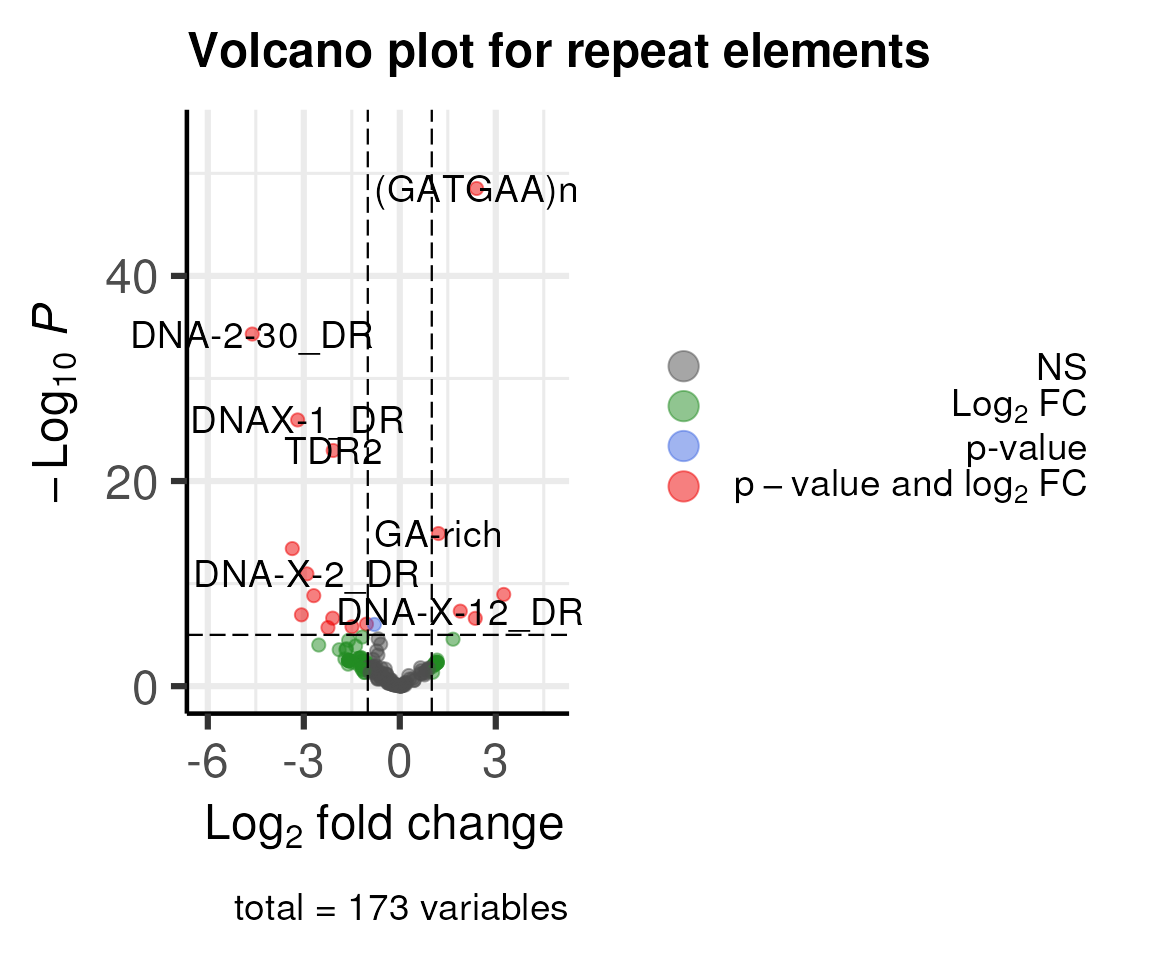 Volcano plot for repeat elements
(GATGAA)n
40
DNA-2-30_DR
DNAX-1_DR
TDR2
20
GA-rich
DNA-X-2_DR
DNA-X-12_DR
0
-6 -3 0 3
−Log10 P
Log2 fold change
NS
Log2 FC
p-value
p − value and log2 FC
total = 173 variables